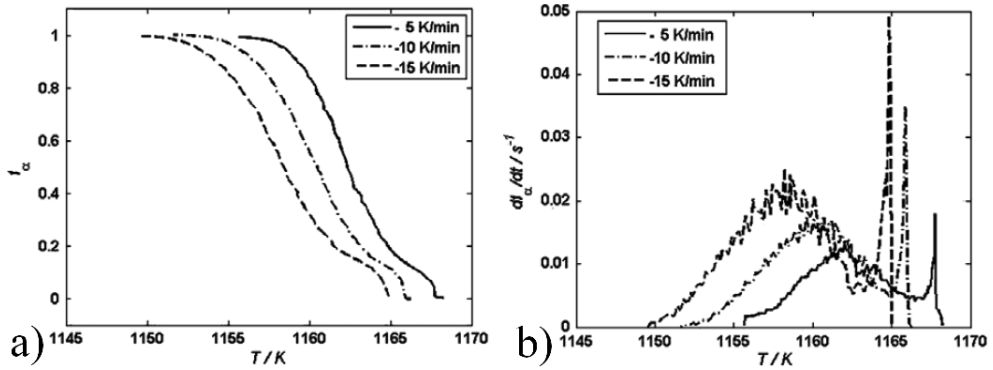 - 5 K/min
-10 K/min
-15 K/min
1
0.8
0.6
0.4
0.2
0
fα
1145 1150 1155 1160 1165 1170
T / K
a)
- 5 K/min
-10 K/min
-15 K/min
0.05
0.04
0.03
0.02
0.01
0
dfα/dt / s⁻¹
1145 1150 1155 1160 1165 1170
T / K
b)